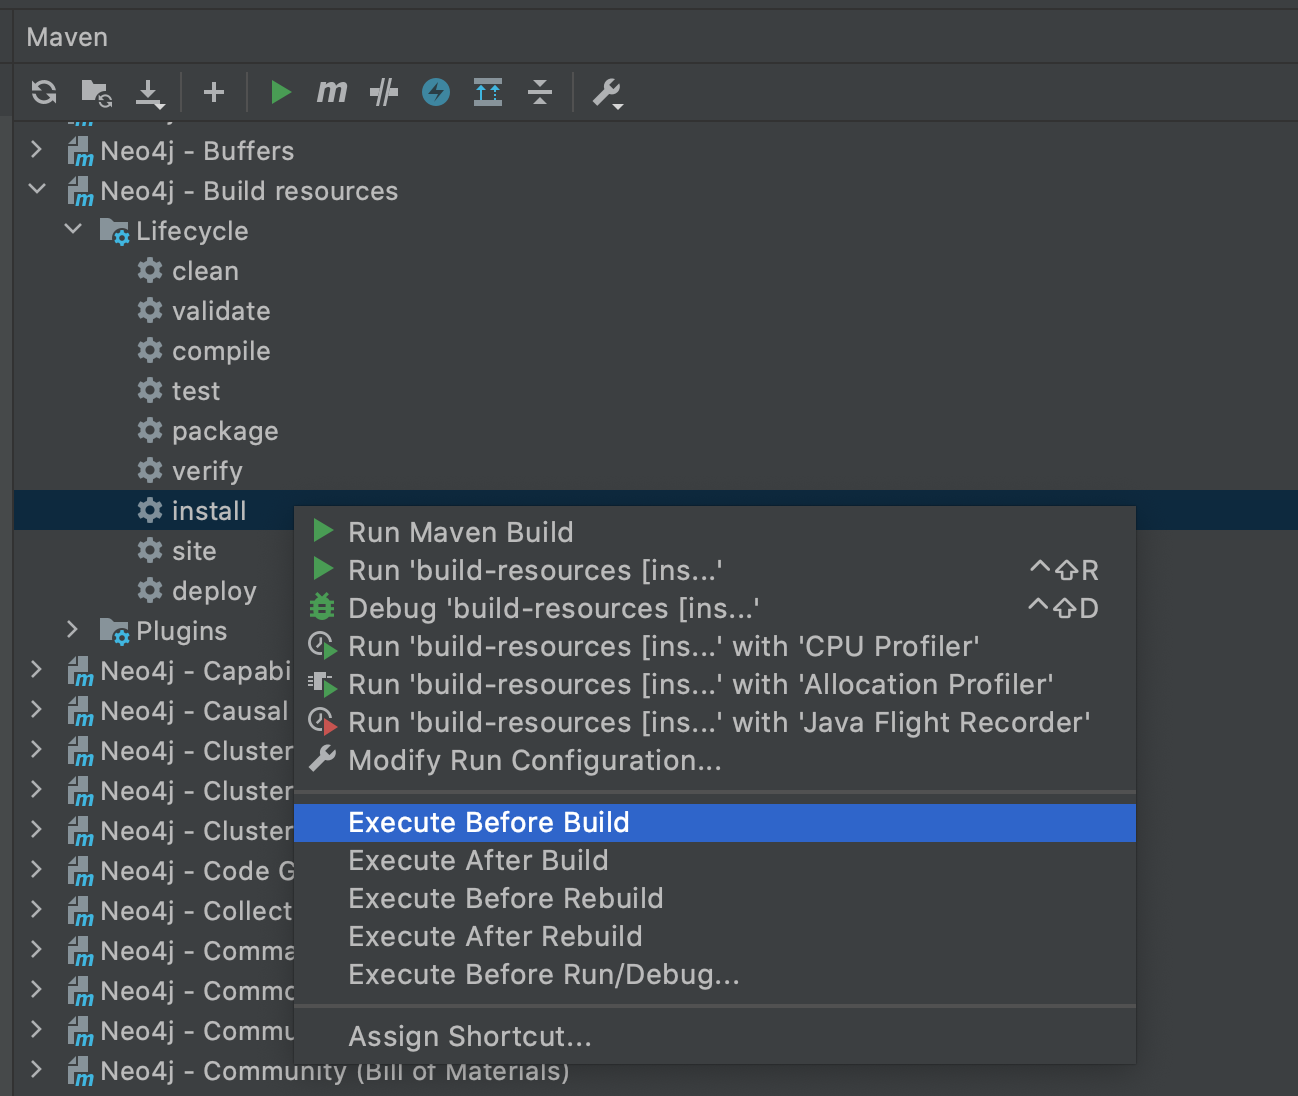 Maven
m
Neo4j - Buffers
Neo4j - Build resources
Lifecycle
clean
validate
compile
test
package
verify
install
site
deploy
Plugins
Neo4j - Capabi
Neo4j - Causal
Neo4j - Cluster
Neo4j - Cluster
Neo4j - Cluster
Neo4j - Code G
Neo4j - Collect
Neo4j - Comma
Neo4j - Commo
Neo4j - Commu
Neo4j - Community (Bill of Materials)
Run Maven Build
Run 'build-resources [ins...' ^⇧R
Debug 'build-resources [ins...' ^⇧D
Run 'build-resources [ins...' with 'CPU Profiler'
Run 'build-resources [ins...' with 'Allocation Profiler'
Run 'build-resources [ins...' with 'Java Flight Recorder'
Modify Run Configuration...
Execute Before Build
Execute After Build
Execute Before Rebuild
Execute After Rebuild
Execute Before Run/Debug...
Assign Shortcut...